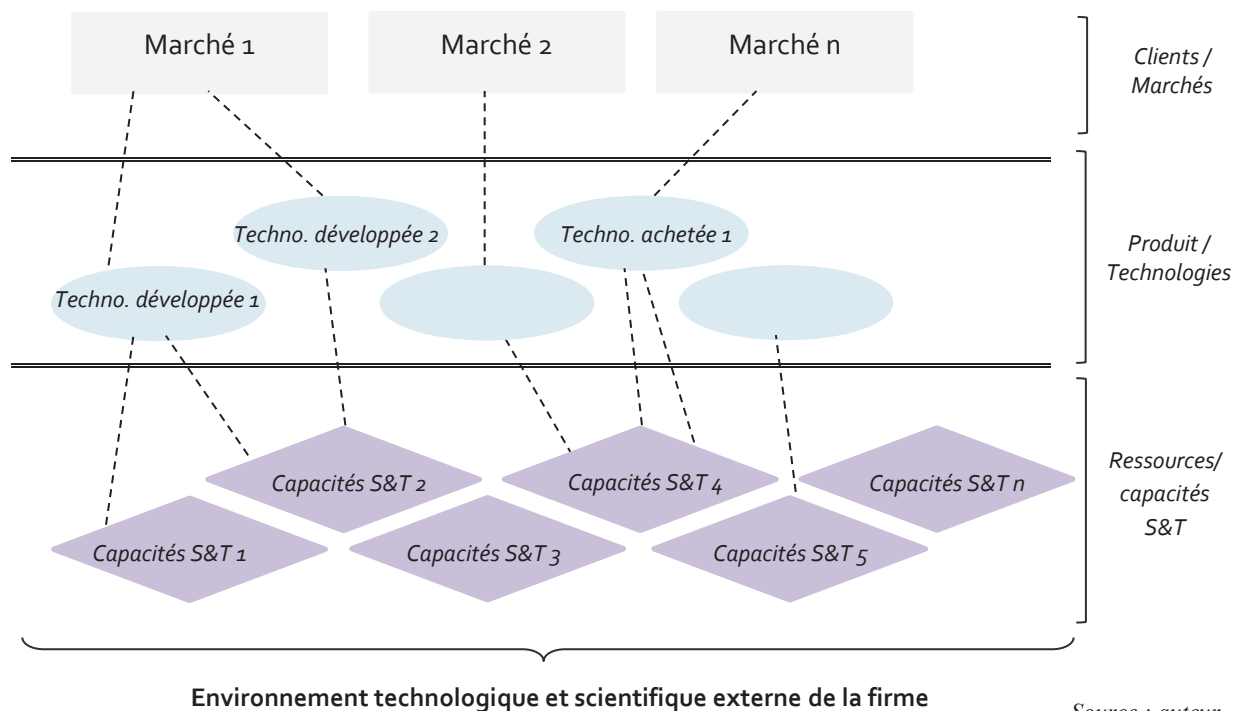 Marché 1
Marché 2
Marché n
Clients /
Marchés
Techno. développée 2
Techno. achetée 1
Techno. développée 1
Produit /
Technologies
Capacités S&T 2
Capacités S&T 4
Capacités S&T n
Capacités S&T 1
Capacités S&T 3
Capacités S&T 5
Ressources/
capacités
S&T
Environnement technologique et scientifique externe de la firme
Source : auteur